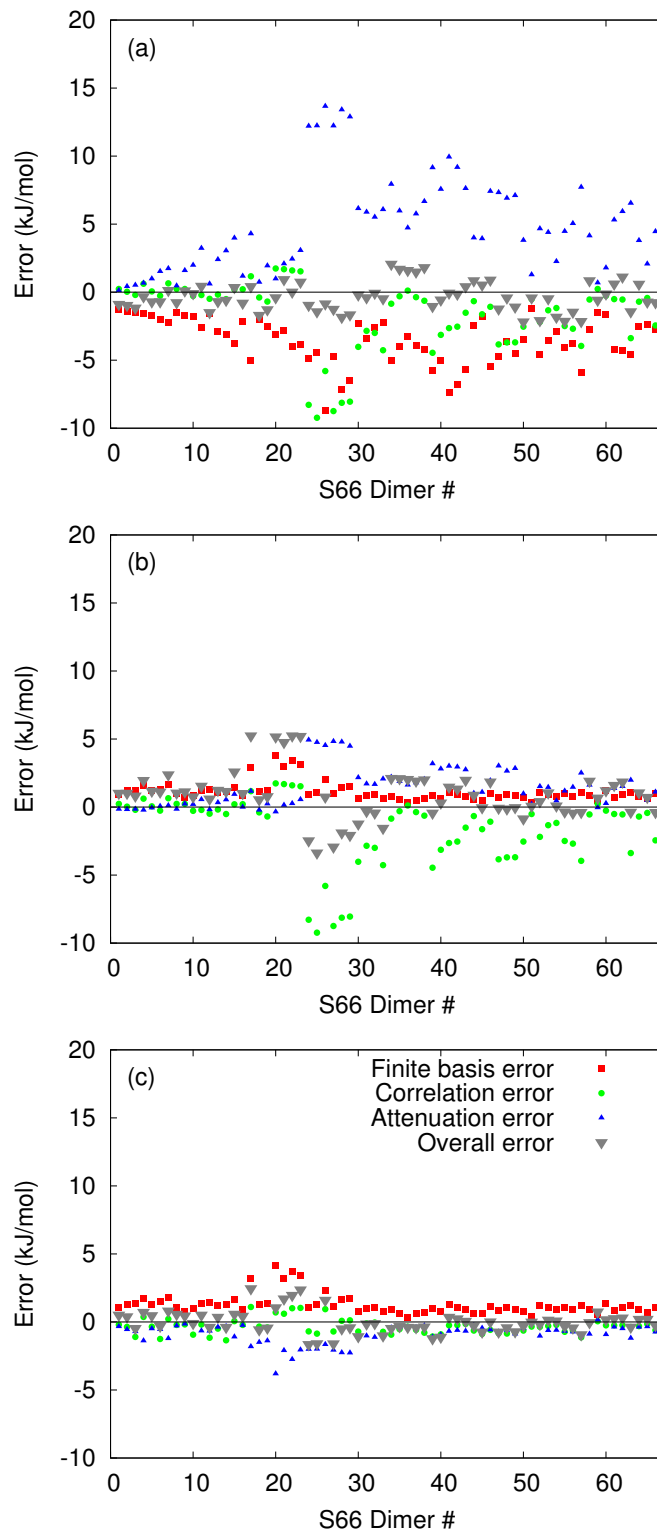 20
(a)
15
10
5
0
-5
-10
Error (kJ/mol)
0 10 20 30 40 50 60
S66 Dimer #
20
(b)
15
10
5
0
-5
-10
Error (kJ/mol)
0 10 20 30 40 50 60
S66 Dimer #
20
(c)
Finite basis error
Correlation error
Attenuation error
Overall error
15
10
5
0
-5
-10
Error (kJ/mol)
0 10 20 30 40 50 60
S66 Dimer #